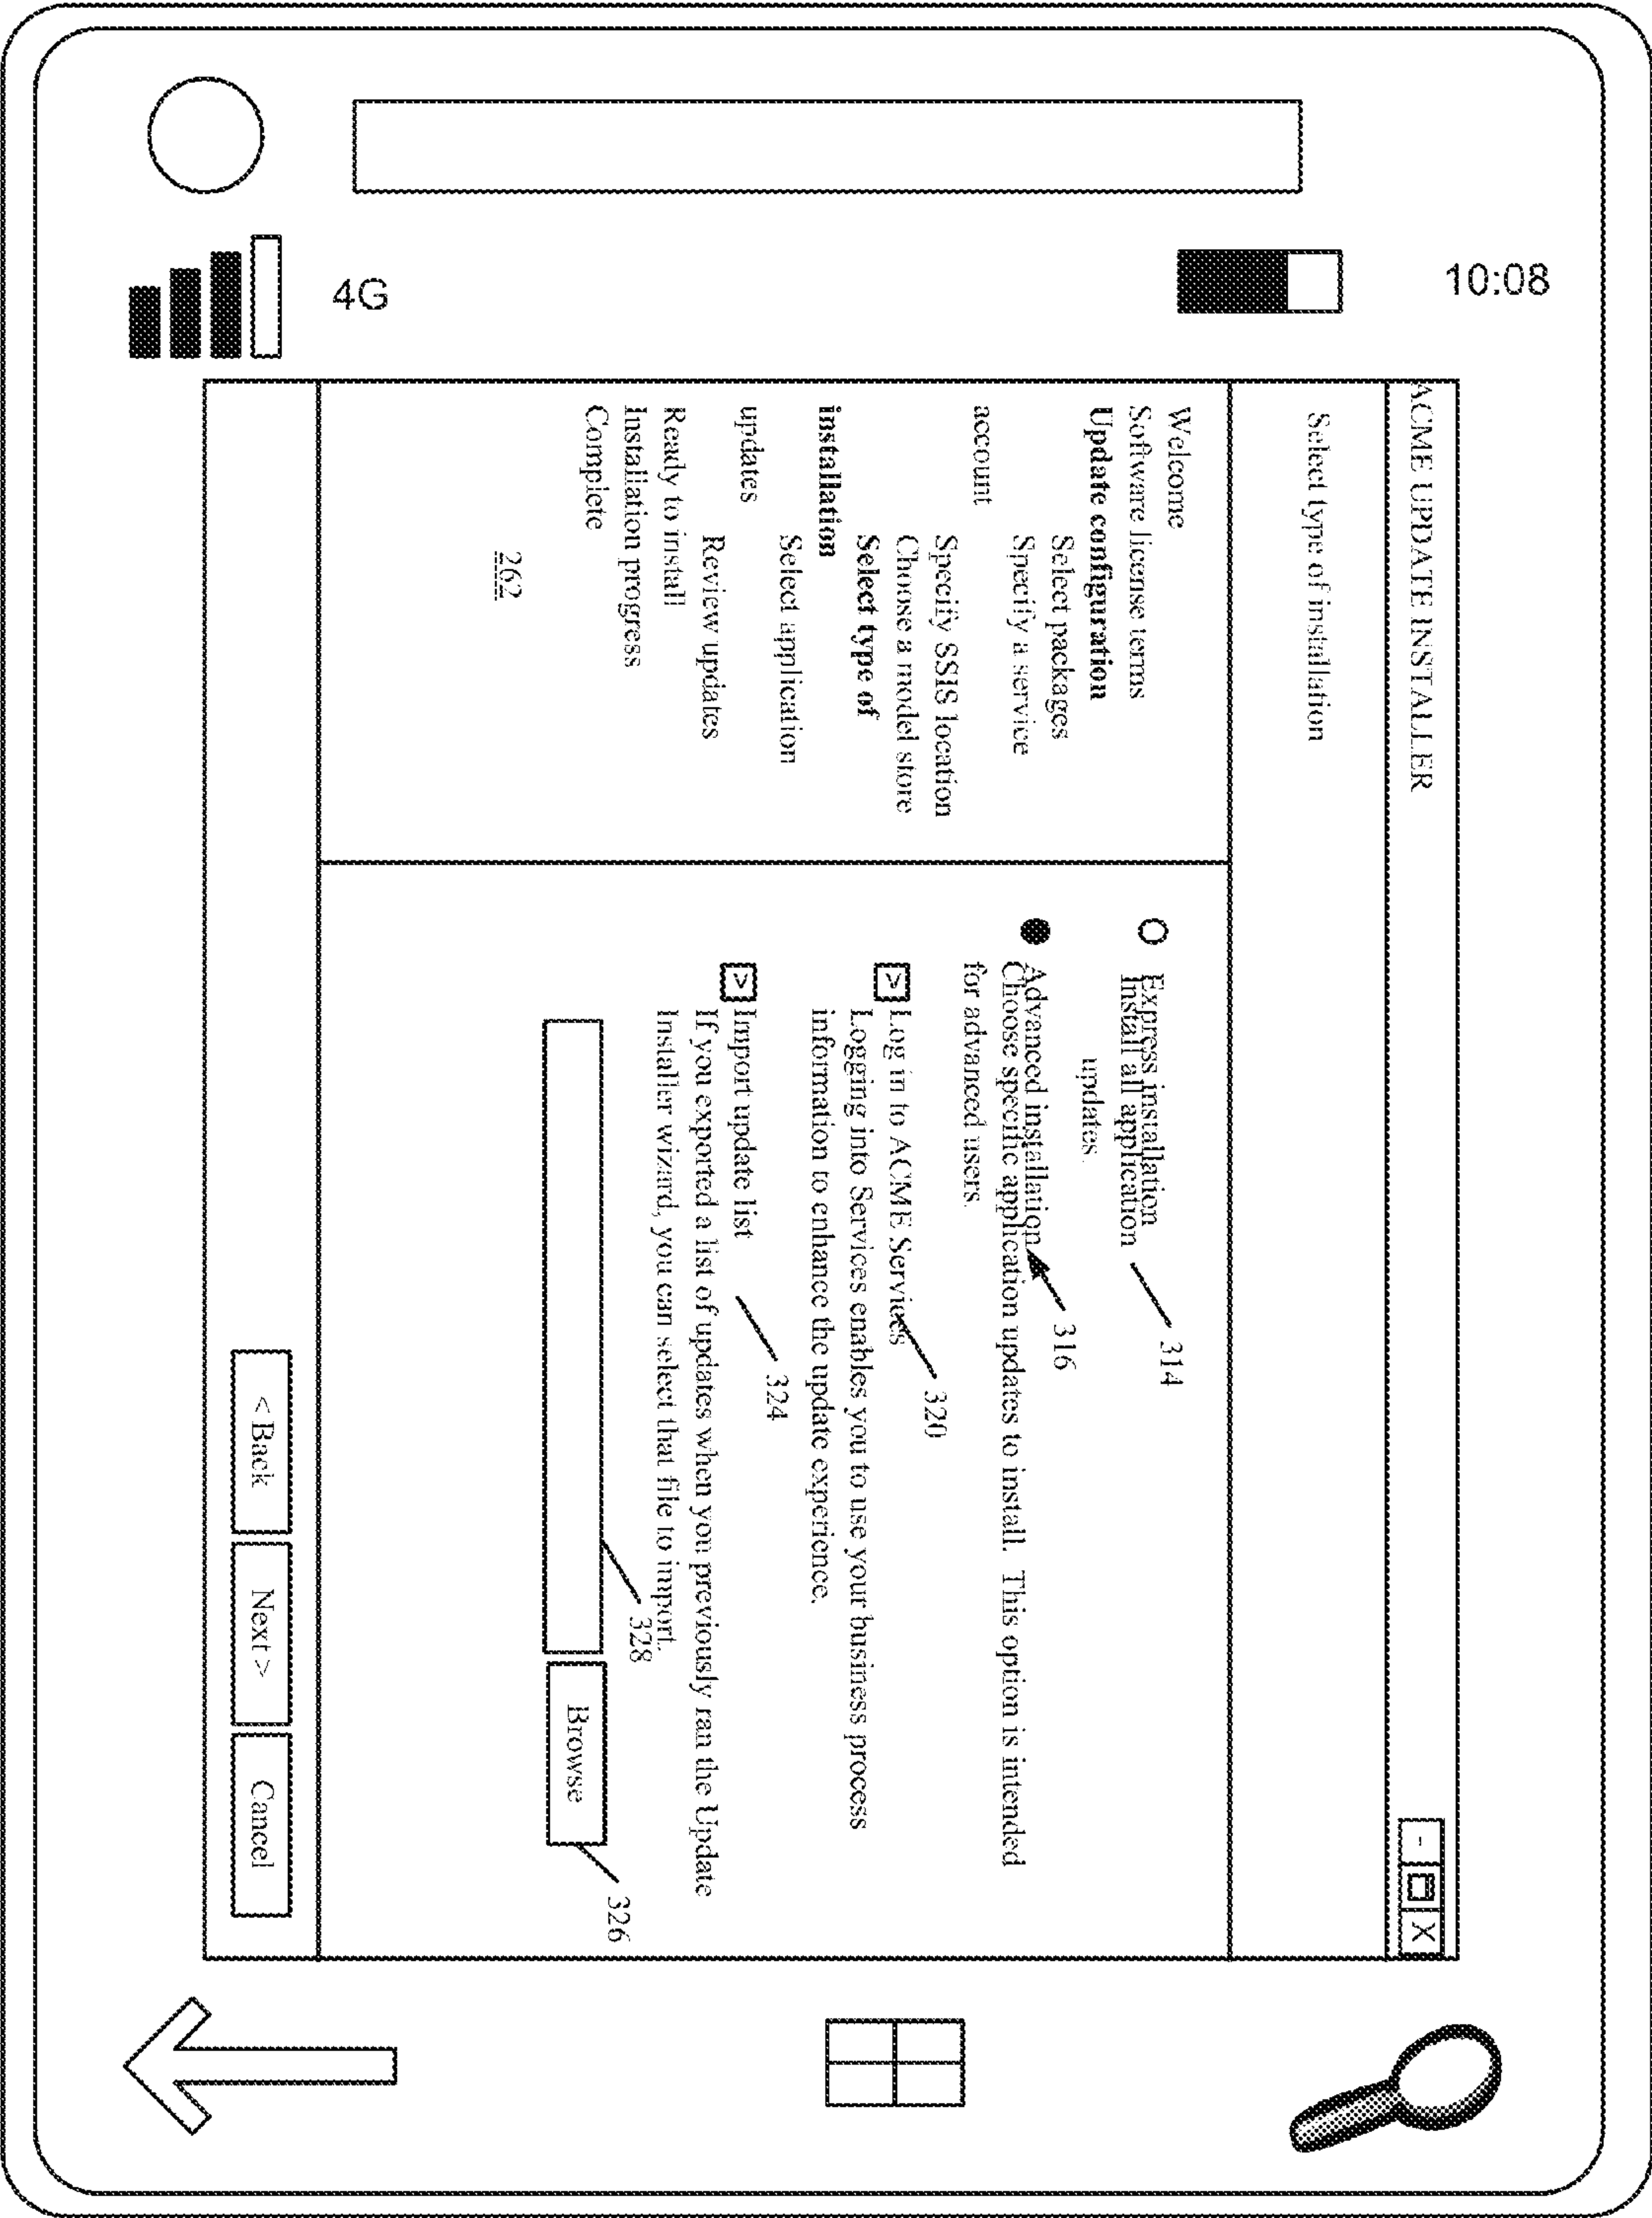 4G
10:08
ACME UPDATE INSTALLER
- X
Select type of installation
Welcome
Software license terms
Update configuration
Select packages
Specify a service
account
Specify SSIS location
Choose a model store
Select type of
installation
Select application
updates
Review updates
Ready to install
Installation progress
Complete
262
Express installation
Install all application
updates.
314
Advanced installation
316
Choose specific application updates to install. This option is intended
for advanced users.
> Log in to ACME Services
320
Logging into Services enables you to use your business process
information to enhance the update experience.
> Import update list
324
If you exported a list of updates when you previously ran the Update
Installer wizard, you can select that file to import.
328
Browse
326
< Back
Next >
Cancel